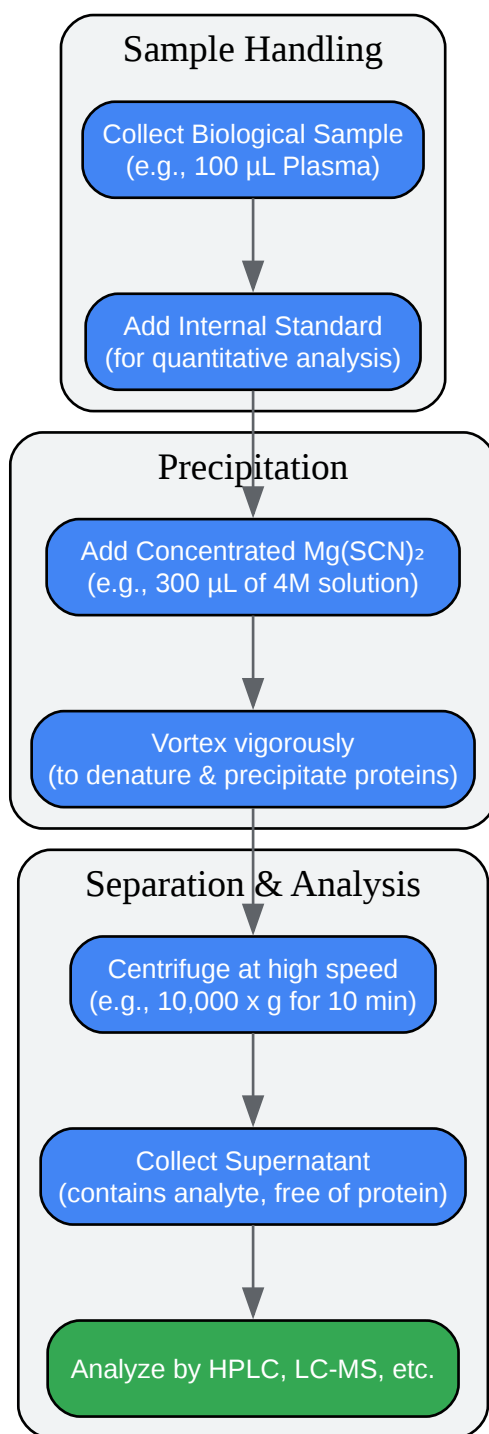 Sample Handling
Collect Biological Sample
(e.g., 100 µL Plasma)
Add Internal Standard
(for quantitative analysis)
Precipitation
Add Concentrated Mg(SCN)₂
(e.g., 300 µL of 4M solution)
Vortex vigorously
(to denature & precipitate proteins)
Separation & Analysis
Centrifuge at high speed
(e.g., 10,000 x g for 10 min)
Collect Supernatant
(contains analyte, free of protein)
Analyze by HPLC, LC-MS, etc.